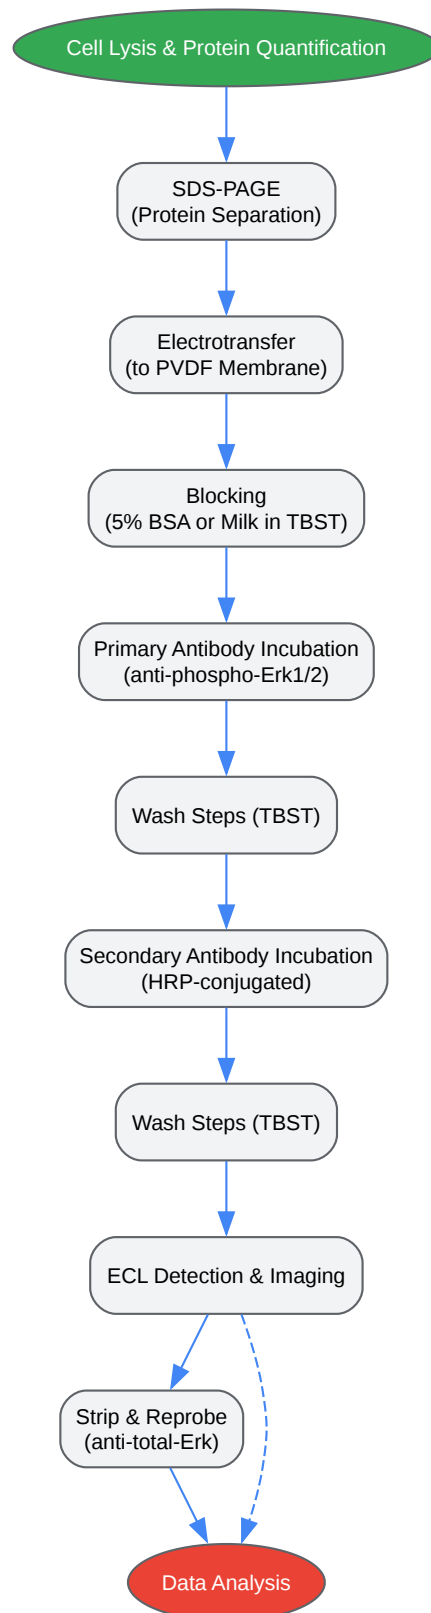 Cell Lysis & Protein Quantification
SDS-PAGE
(Protein Separation)
Electrotransfer
(to PVDF Membrane)
Blocking
(5% BSA or Milk in TBST)
Primary Antibody Incubation
(anti-phospho-Erk1/2)
Wash Steps (TBST)
Secondary Antibody Incubation
(HRP-conjugated)
Wash Steps (TBST)
ECL Detection & Imaging
Strip & Reprobe
(anti-total-Erk)
Data Analysis